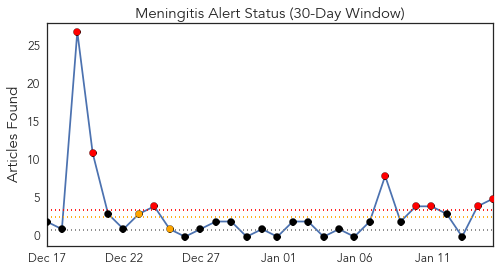 Meningitis Alert Status (30-Day Window)
Articles Found
25
20
15
10
5
0
Dec 17 Dec 22 Dec 27 Jan 01 Jan 06 Jan 11